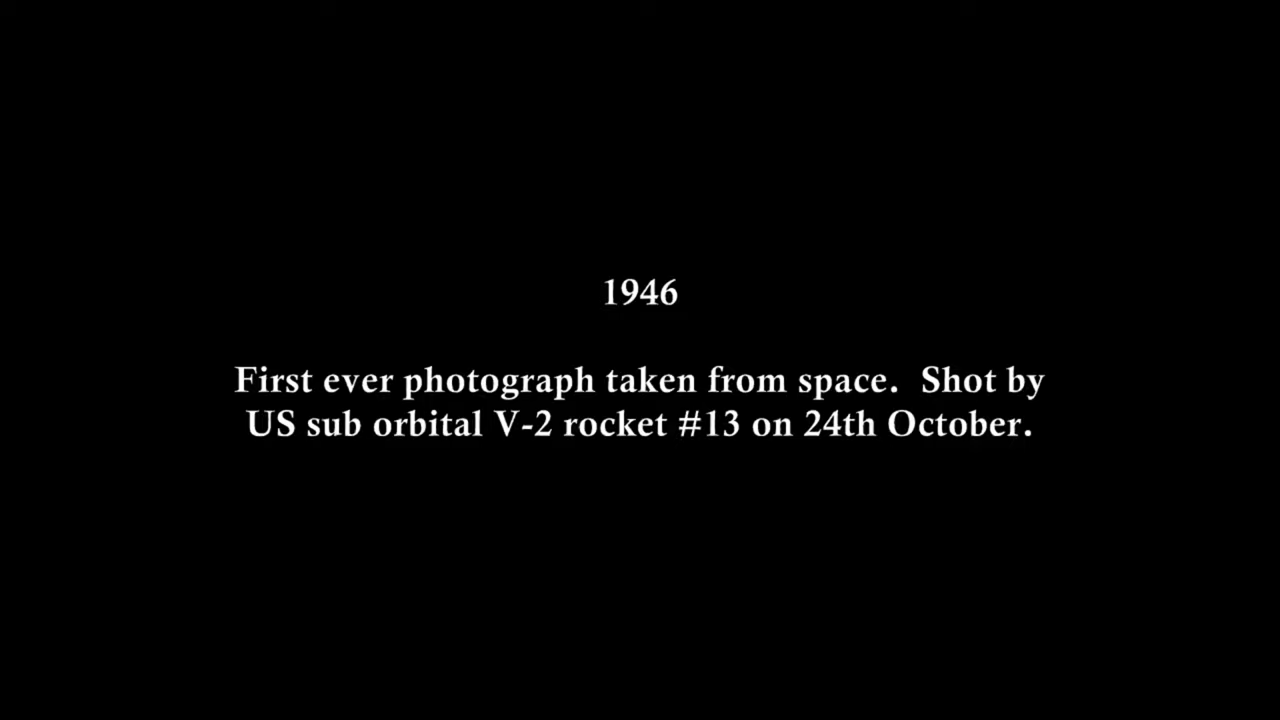 1946
First ever photograph taken from space.  Shot by
US sub orbital V-2 rocket #13 on 24th October.